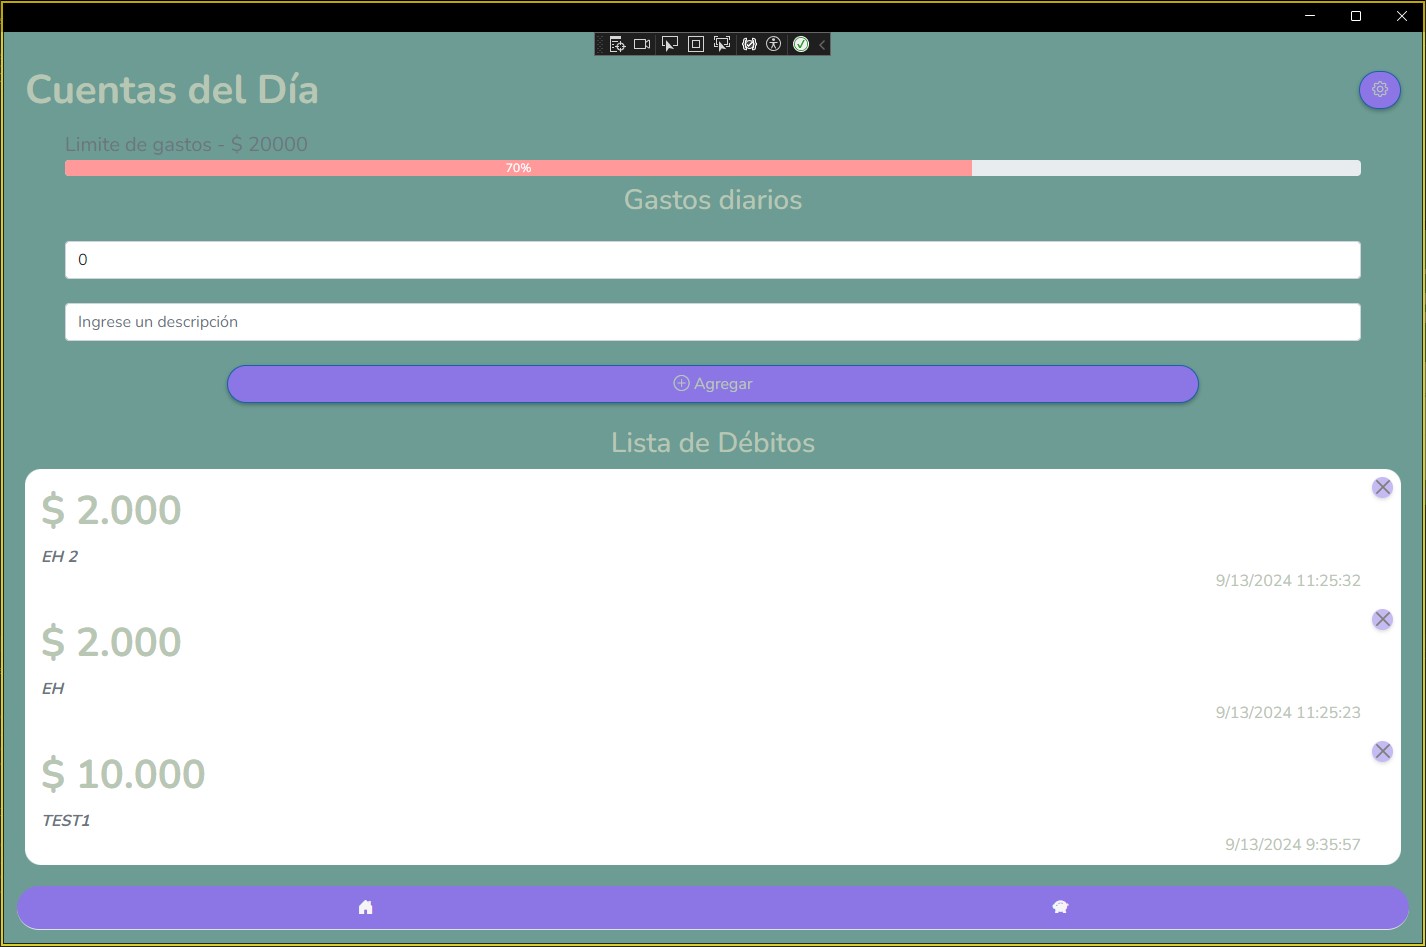 Cuentas del Día
Limite de gastos - $ 20000
70%
Gastos diarios
0
Ingrese un descripción
Agregar
Lista de Débitos
$ 2.000
EH 2
9/13/2024 11:25:32
$ 2.000
EH
9/13/2024 11:25:23
$ 10.000
TEST1
9/13/2024 9:35:57